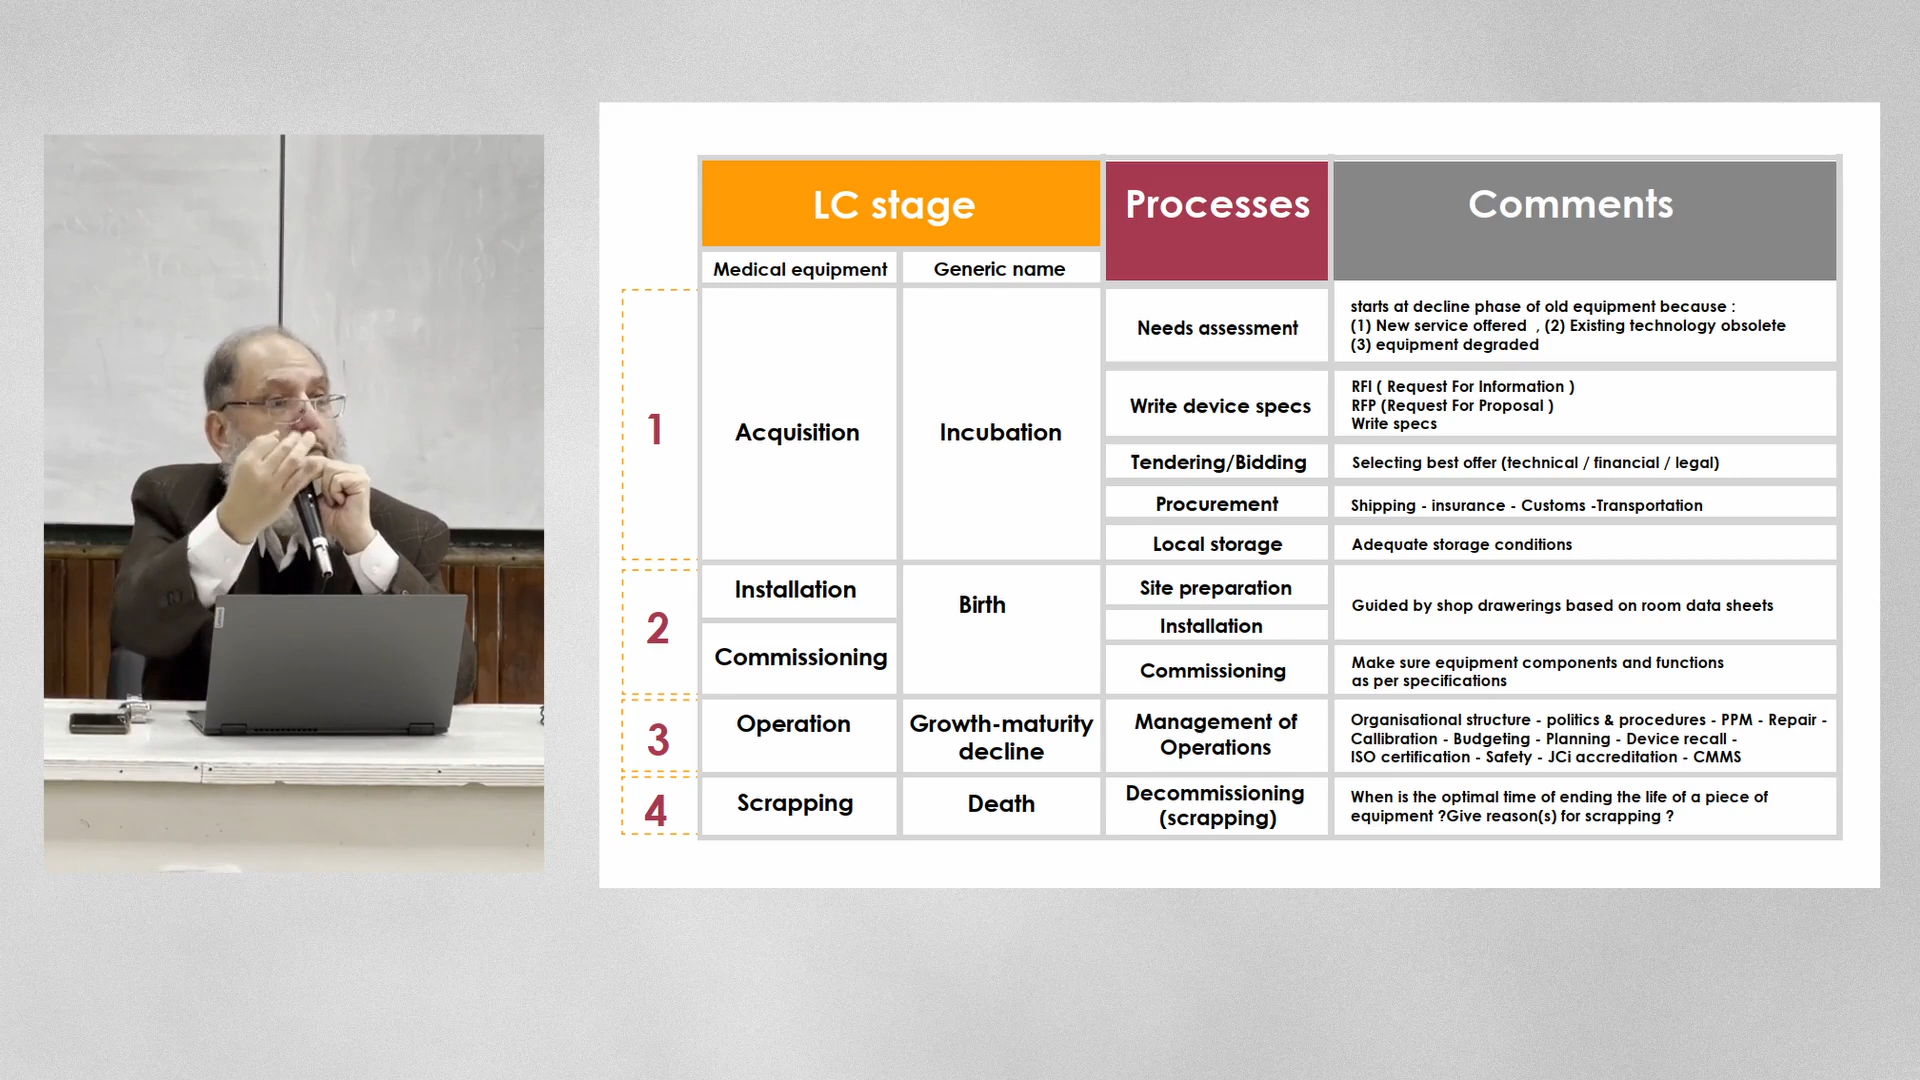 LC stage
Processes
Comments
Medical equipment
Generic name
1
Acquisition
Incubation
Needs assessment
starts at decline phase of old equipment because :
(1) New service offered , (2) Existing technology obsolete
(3) equipment degraded
Write device specs
RFI ( Request For Information )
RFP (Request For Proposal )
Write specs
Tendering/Bidding
Selecting best offer (technical / financial / legal)
Procurement
Shipping - insurance - Customs -Transportation
Local storage
Adequate storage conditions
2
Installation
Birth
Site preparation
Guided by shop drawerings based on room data sheets
Installation
Commissioning
Commissioning
Make sure equipment components and functions
as per specifications
3
Operation
Growth-maturity
decline
Management of
Operations
Organisational structure - politics & procedures - PPM - Repair -
Callibration - Budgeting - Planning - Device recall -
ISO certification - Safety - JCi accreditation - CMMS
4
Scrapping
Death
Decommissioning
(scrapping)
When is the optimal time of ending the life of a piece of
equipment ?Give reason(s) for scrapping ?